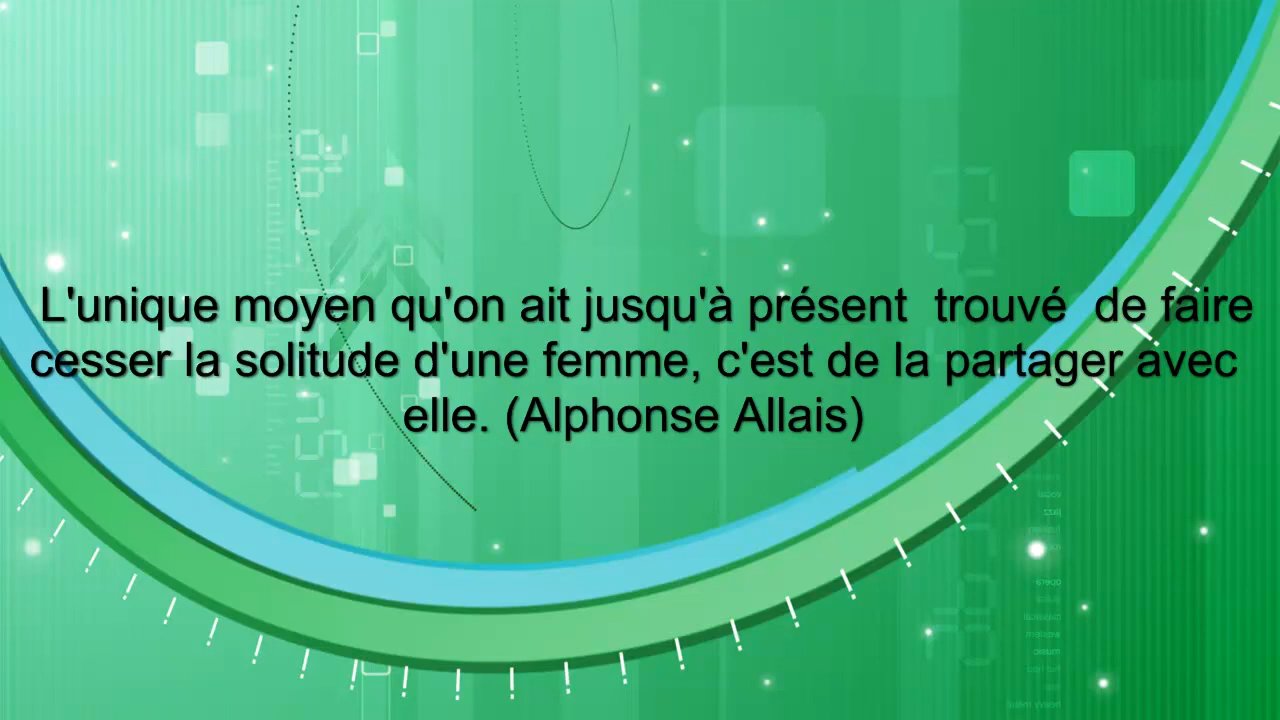 L'unique moyen qu'on ait jusqu'à présent  trouvé  de faire
cesser la solitude d'une femme, c'est de la partager avec
elle. (Alphonse Allais)